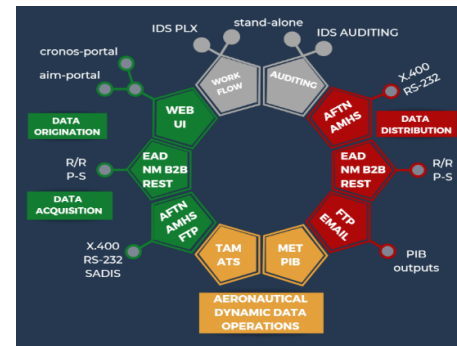 IDS PLX
stand-alone
IDS AUDITING
cronos-portal
aim-portal
WORK
FLOW
AUDITING
X.400
RS-232
WEB
UI
AFTN
AMHS
DATA
ORIGINATION
DATA
DISTRIBUTION
R/R
P-S
EAD
NM B2B
REST
EAD
NM B2B
REST
R/R
P-S
DATA
ACQUISITION
AFTN
AMHS
FTP
FTP
EMAIL
X.400
RS-232
SADIS
TAM
ATS
MET
PIB
PIB
outputs
AERONAUTICAL
DYNAMIC DATA
OPERATIONS